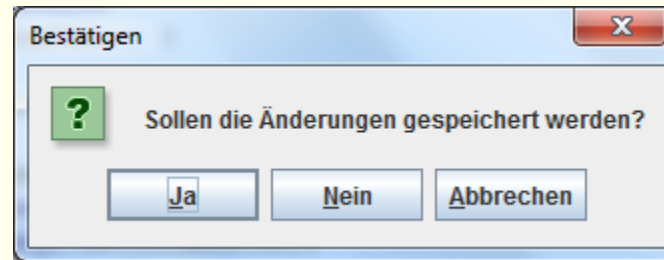 Bestätigen
Sollen die Änderungen gespeichert werden?
Ja Nein Abbrechen